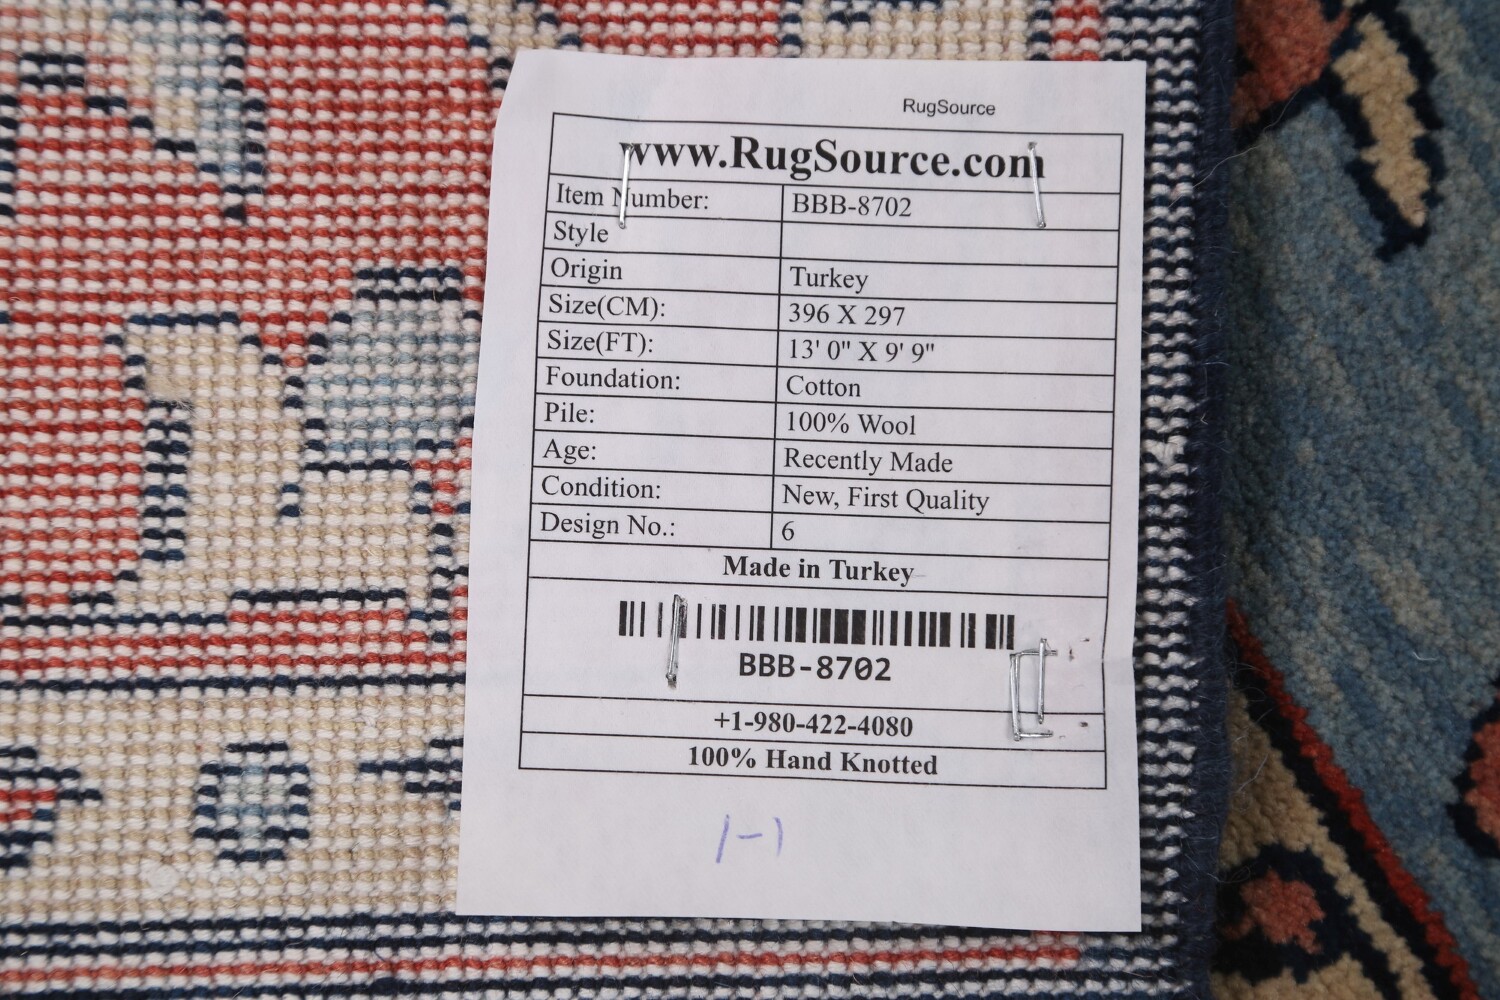 RugSource
www.RugSource.com
Item Number: BBB-8702
Style
Origin Turkey
Size(CM): 396 X 297
Size(FT): 13' 0" X 9' 9"
Foundation: Cotton
Pile: 100% Wool
Age: Recently Made
Condition: New, First Quality
Design No.: 6
Made in Turkey
BBB-8702
+1-980-422-4080
100% Hand Knotted
1-1